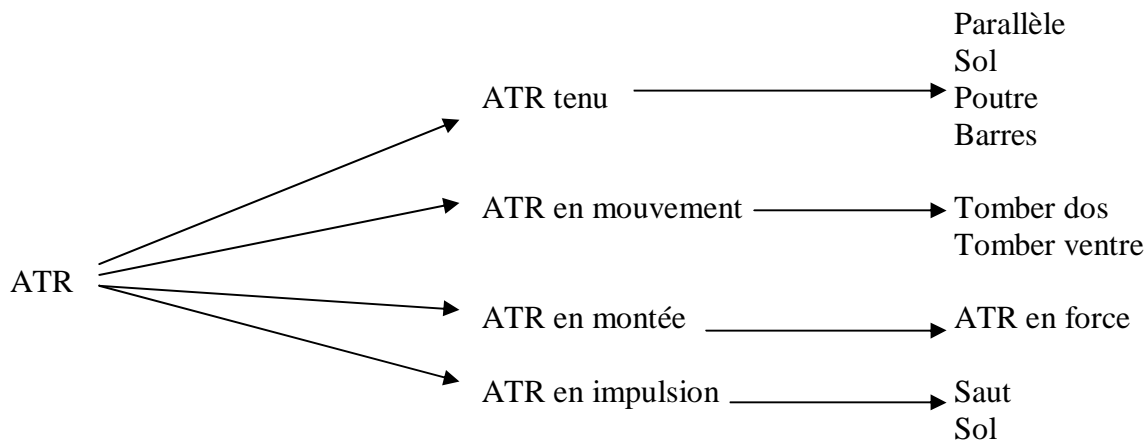 Parallèle
Sol
ATR tenu
Poutre
Barres
ATR en mouvement
Tomber dos
Tomber ventre
ATR
ATR en montée
ATR en force
ATR en impulsion
Saut
Sol